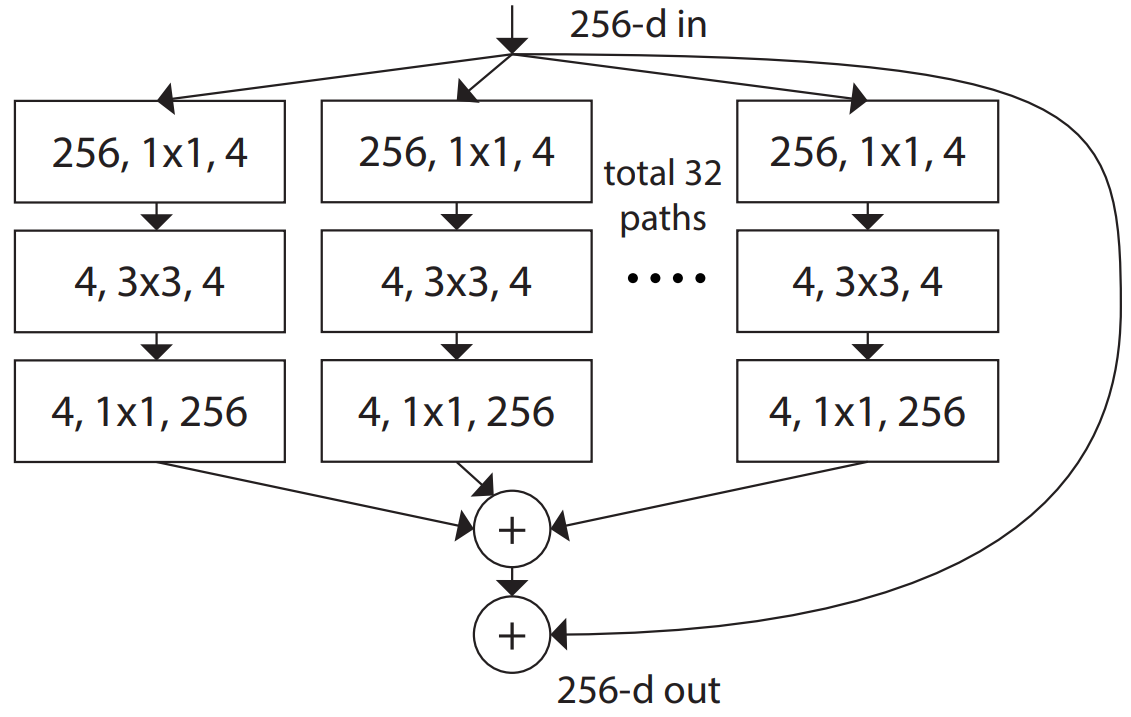 256-d in
256, 1x1, 4
256, 1x1, 4
256, 1x1, 4
total 32
paths
4, 3x3, 4
4, 3x3, 4
4, 3x3, 4
4, 1x1, 256
4, 1x1, 256
4, 1x1, 256
+
+
256-d out